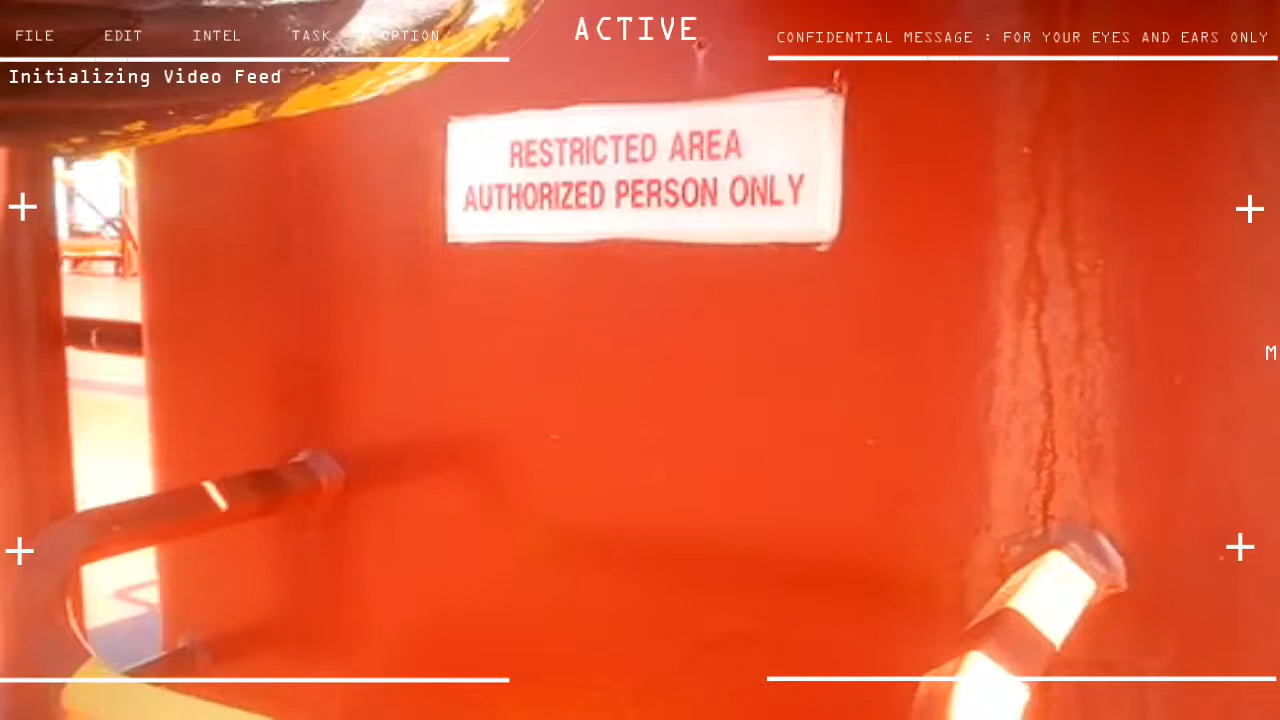 FILE EDIT INTEL TASK OPTION
ACTIVE
CONFIDENTIAL MESSAGE : FOR YOUR EYES AND EARS ONLY
Initializing Video Feed
RESTRICTED AREA
AUTHORIZED PERSON ONLY
M